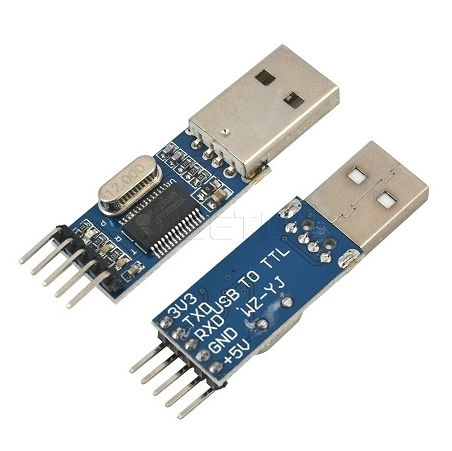 12.000
3V3
TXD
RXD
GND
+5V
USB TO TTL
WZ-YJ